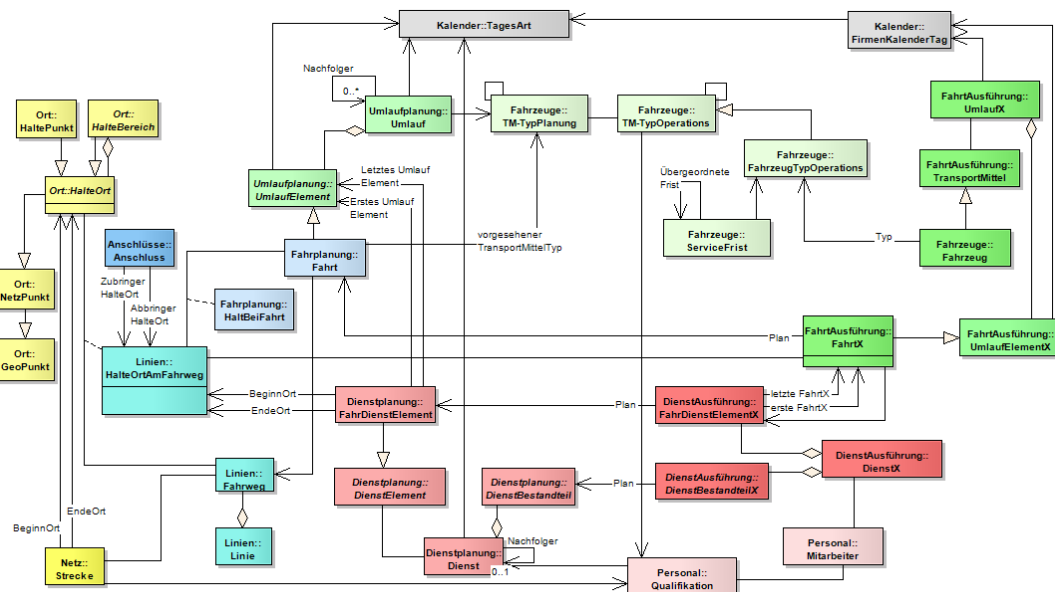 Kalender::TagesArt
Kalender::
FirmenKalenderTag
Nachfolger
0..*
Umlaufplanung::
Umlauf
Fahrzeuge::
TM-TypPlanung
Fahrzeuge::
TM-TypOperations
FahrtAusführung::
UmlaufX
Ort::
HaltePunkt
Ort::
HalteBereich
Fahrzeuge::
FahrzeugTypOperations
FahrtAusführung::
TransportMittel
Ort::HalteOrt
Umlaufplanung::
UmlaufElement
Letztes Umlauf
Element
Erstes Umlauf
Element
Übergeordnete
Frist
Anschlüsse::
Anschluss
Fahrplanung::
Fahrt
vorgesehener
TransportMittelTyp
Fahrzeuge::
ServiceFrist
Typ
Fahrzeuge::
Fahrzeug
Ort::
NetzPunkt
Zubringer
HalteOrt
Abbringer
HalteOrt
Fahrplanung::
HaltBeiFahrt
Ort::
GeoPunkt
Linien::
HalteOrtAmFahrweg
Plan
FahrtAusführung::
FahrtX
FahrtAusführung::
UmlaufElementX
BeginnOrt
EndeOrt
Dienstplanung::
FahrDienstElement
Plan
DienstAusführung::
FahrDienstElementX
letzte FahrtX
erste FahrtX
Linien::
Fahrweg
Dienstplanung::
DienstElement
Dienstplanung::
DienstBestandteil
Plan
DienstAusführung::
DienstBestandteilX
DienstAusführung::
DienstX
EndeOrt
BeginnOrt
Linien::
Linie
Nachfolger
0..1
Dienstplanung::
Dienst
Personal::
Mitarbeiter
Netz::
Strecke
Personal::
Qualifikation